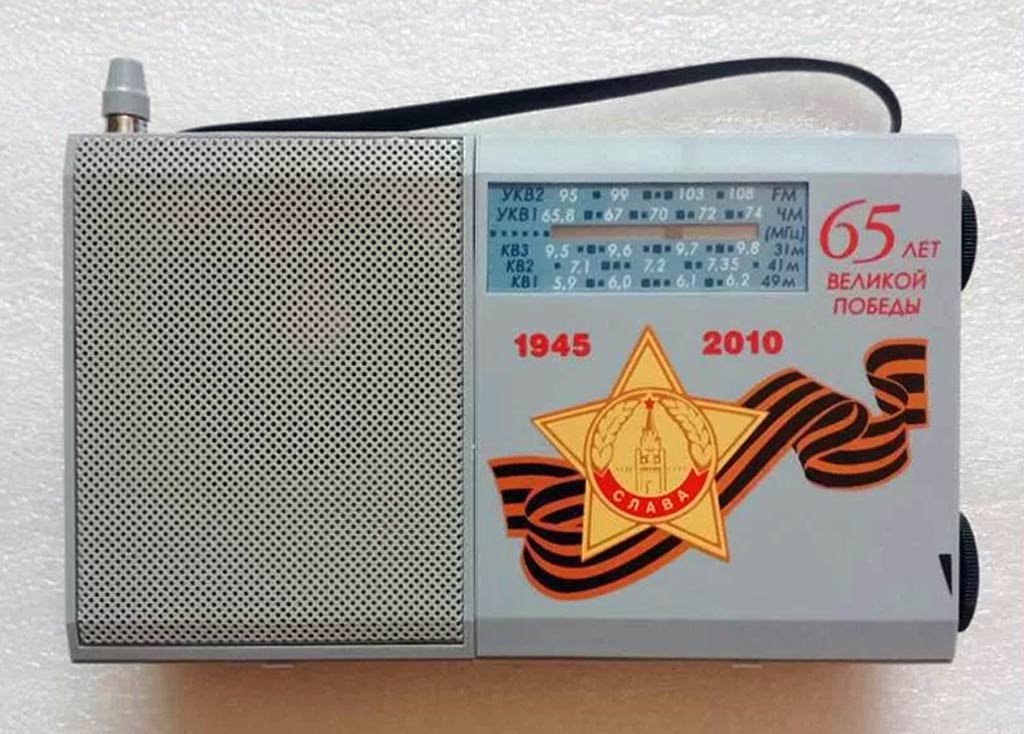 УКВ2 95 99 103 108 FM
УКВ1 65,8 67 70 72 74 ЧМ
(МГц)
КВ3 9,5 9,6 9,7 9,8 31м
КВ2 7,1 7,2 7,35 41м
КВ1 5,9 6,0 6,1 6,2 49м
65 ЛЕТ
ВЕЛИКОЙ
ПОБЕДЫ
1945 2010
СЛАВА